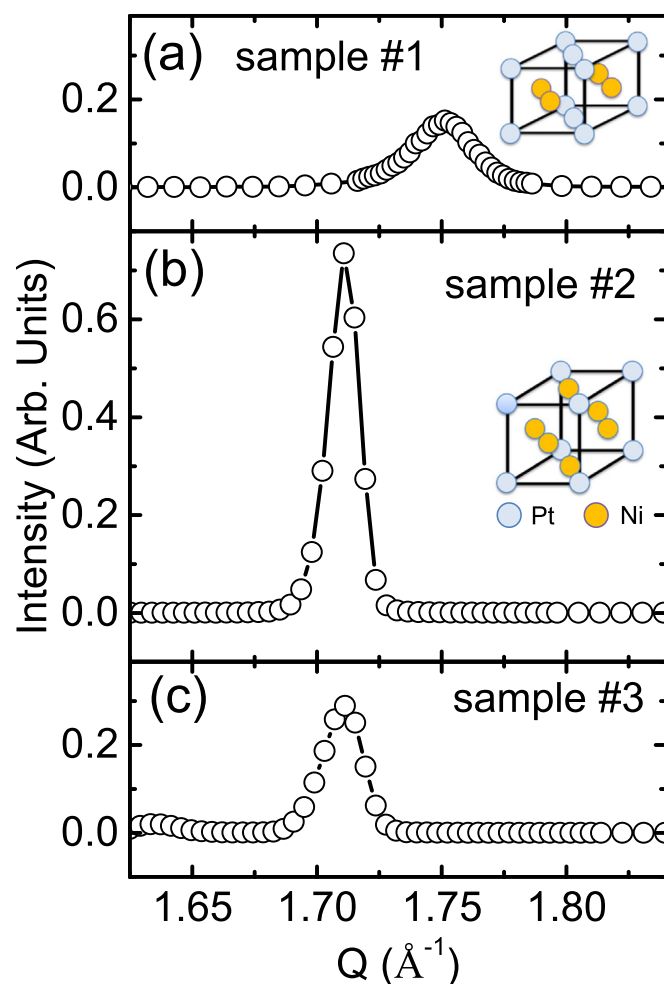 (a) sample #1
0.2
0.0
(b)
sample #2
0.6
0.4
0.2
0.0
Pt Ni
Intensity (Arb. Units)
(c) sample #3
0.2
0.0
1.65 1.70 1.75 1.80
Q (Å⁻¹)